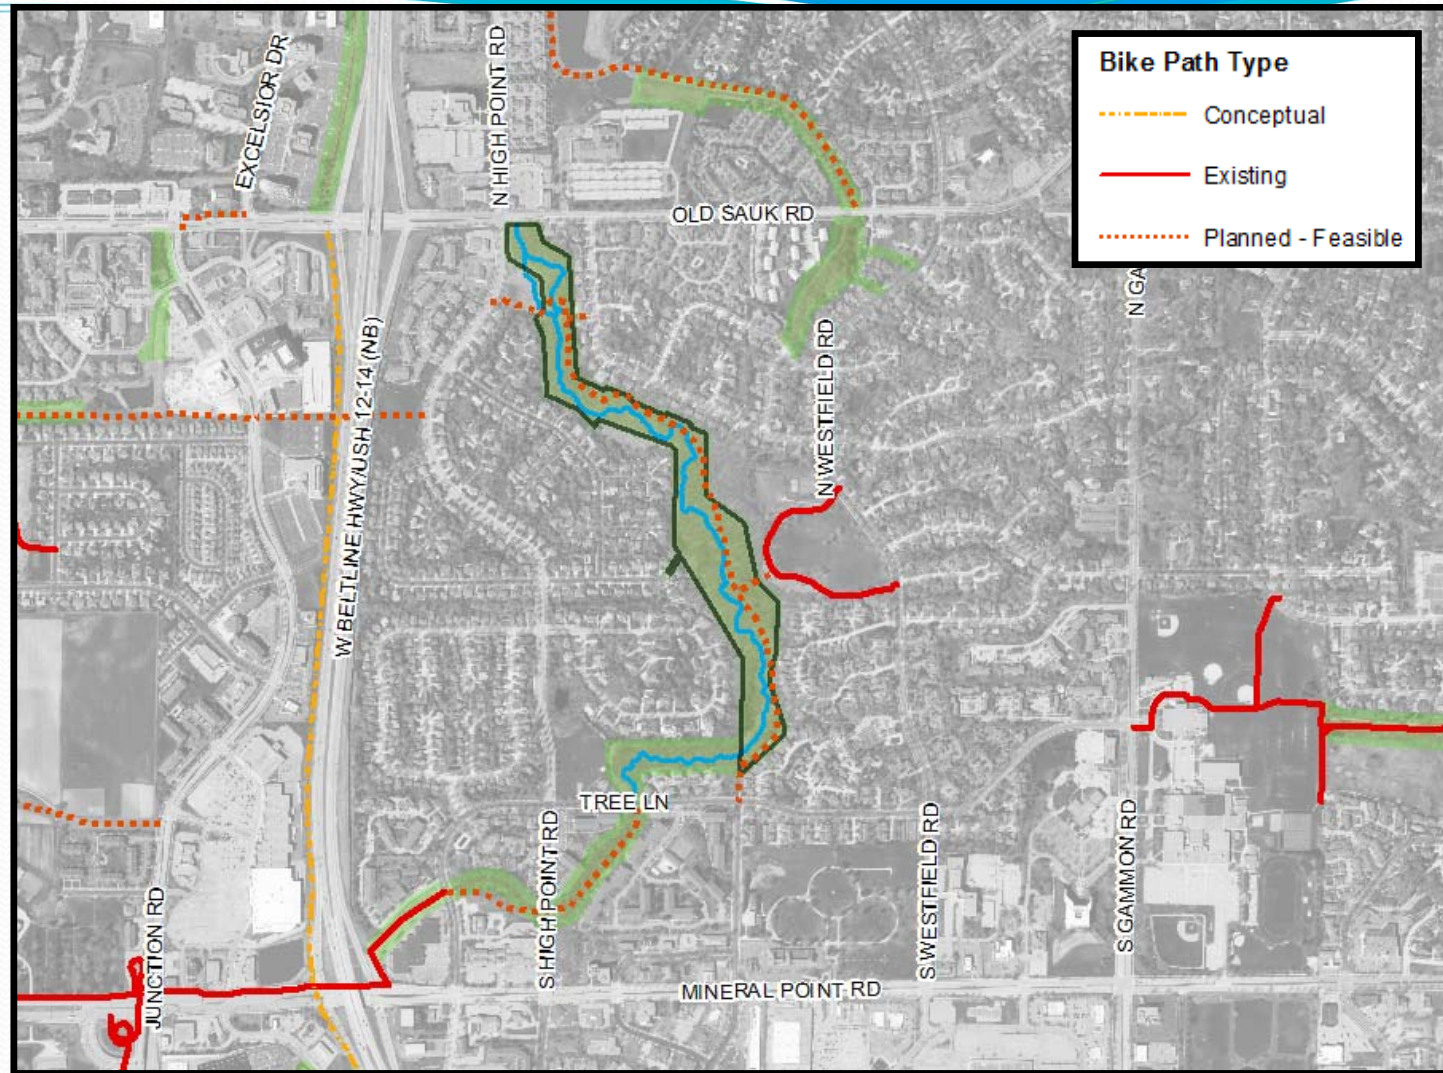 Bike Path Type
Conceptual
Existing
Planned - Feasible
EXCELSIOR DR
N HIGH POINT RD
OLD SAUK RD
N GA
W BELTLINE HWY/USH 12-14 (NB)
N WESTFIELD RD
TREE LN
S HIGH POINT RD
S WESTFIELD RD
S GAMMON RD
JUNCTION RD
MINERAL POINT RD